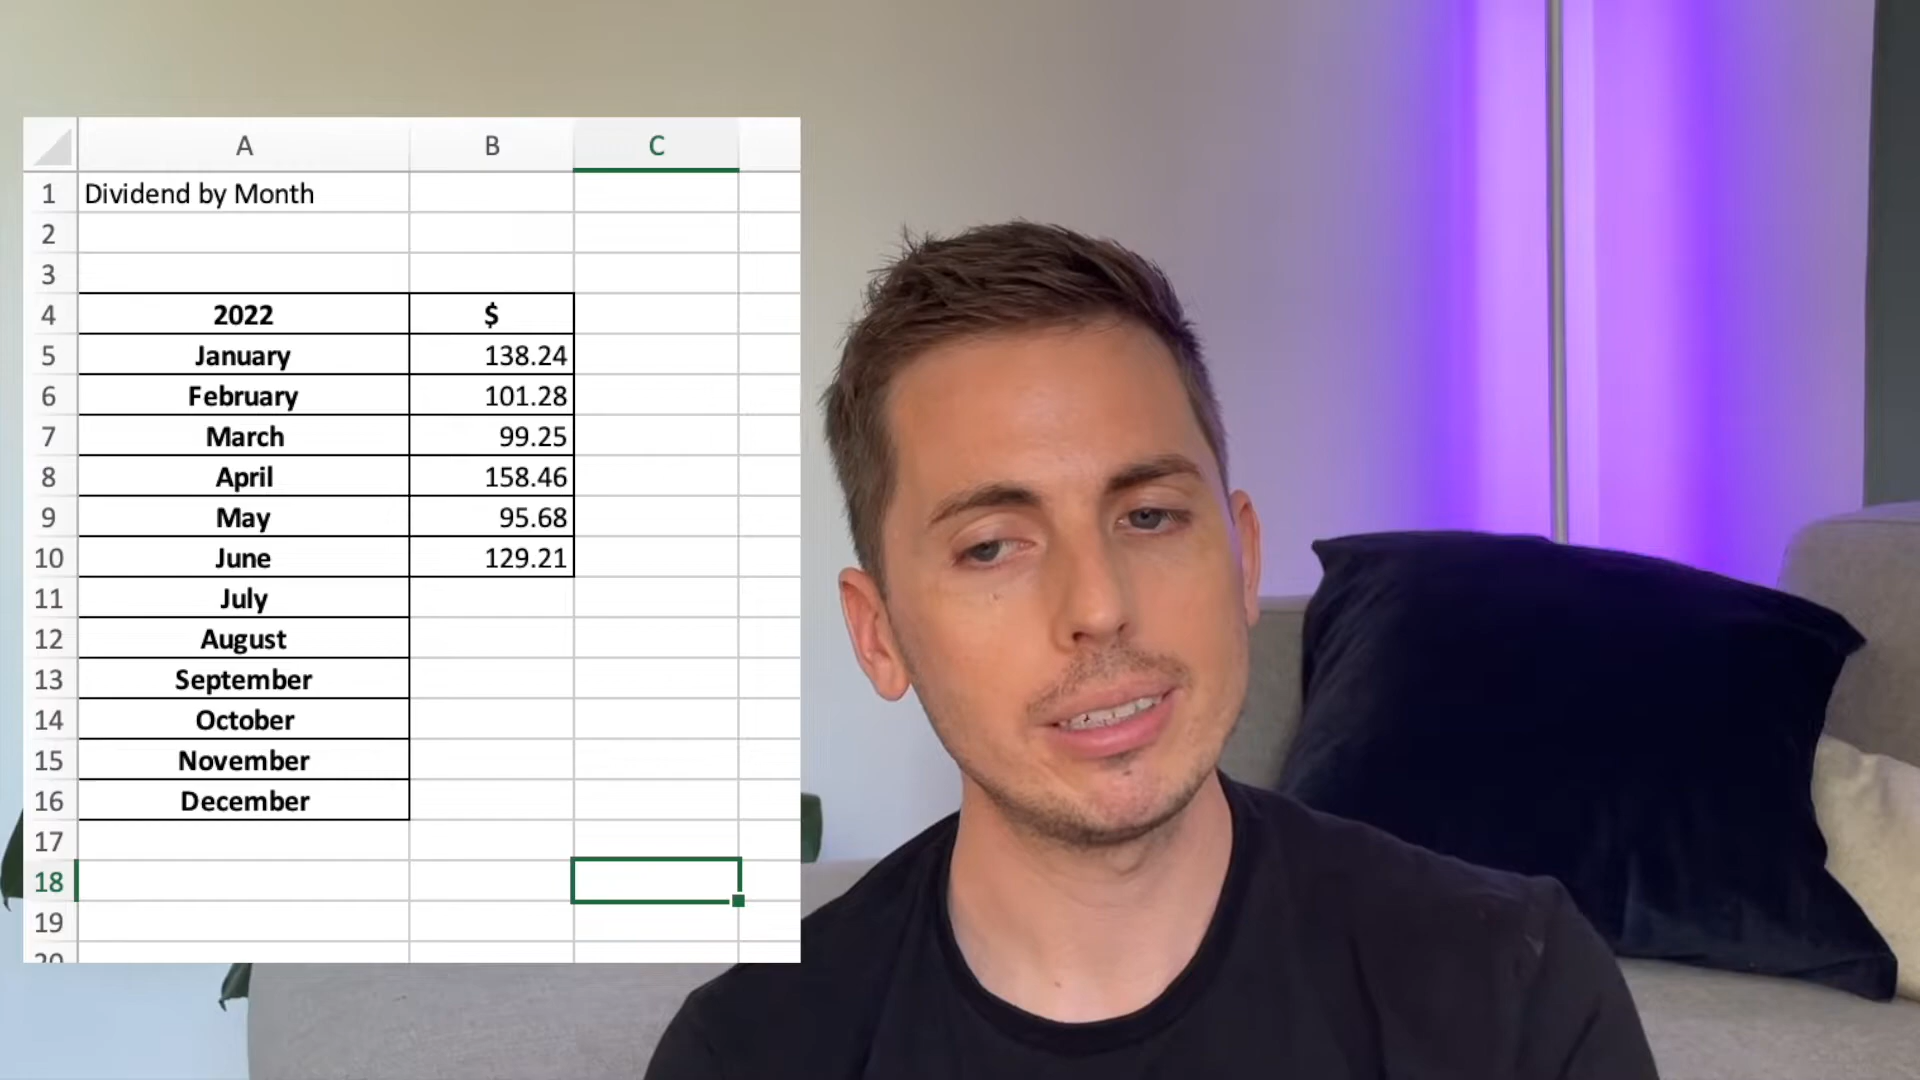 A B C
1 Dividend by Month
2
3
4 2022 $
5 January 138.24
6 February 101.28
7 March 99.25
8 April 158.46
9 May 95.68
10 June 129.21
11 July
12 August
13 September
14 October
15 November
16 December
17
18
19
20